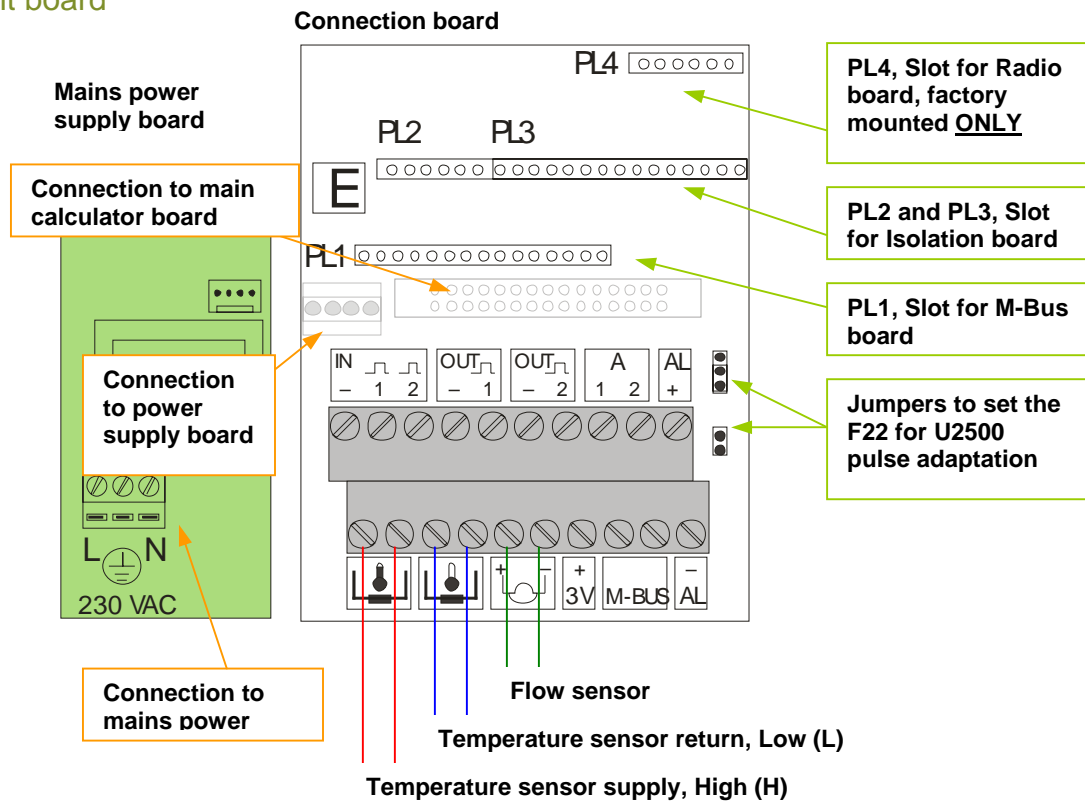 t board
Connection board
Mains power
supply board
PL4
PL4, Slot for Radio
board, factory
mounted ONLY
PL2 PL3
E
Connection to main
calculator board
PL2 and PL3, Slot
for Isolation board
PL1
PL1, Slot for M-Bus
board
Connection
to power
supply board
IN OUT OUT A AL
– 1 2 – 1 – 2 1 2 +
Jumpers to set the
F22 for U2500
pulse adaptation
L N
230 VAC
+ – + –
3V M-BUS AL
Connection to
mains power
Flow sensor
Temperature sensor return, Low (L)
Temperature sensor supply, High (H)